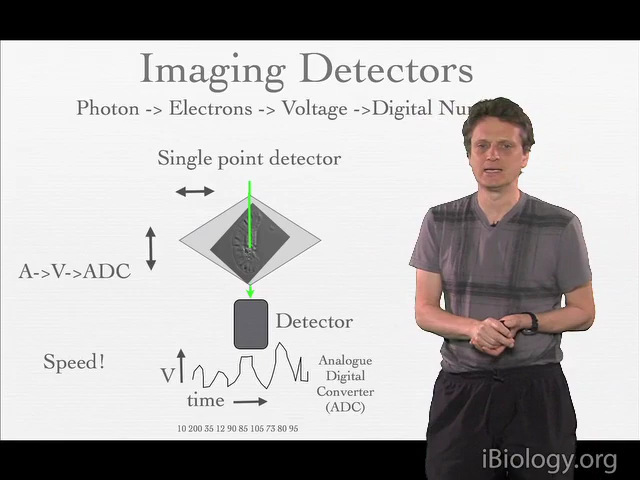 Imaging Detectors
Photon -> Electrons -> Voltage ->Digital
Single point detector
A->V->ADC
Detector
Speed!
V
time
Analogue
Digital
Converter
(ADC)
10 200 35 12 90 85 105 73 80 95
iBiology.org